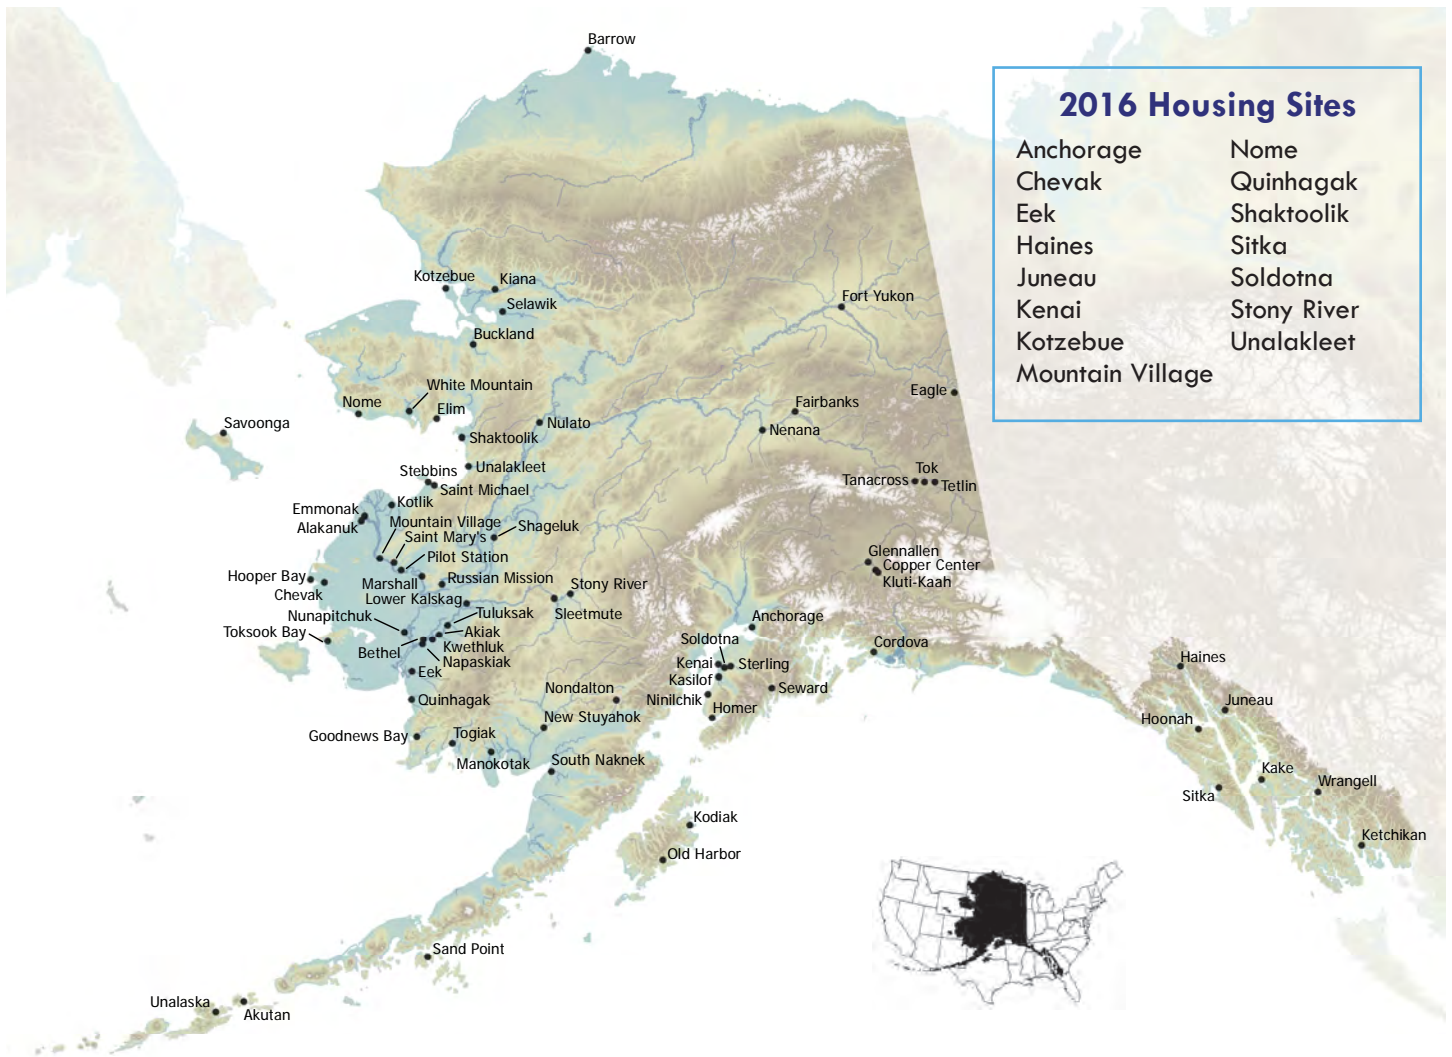 Barrow
2016 Housing Sites
Anchorage
Chevak
Eek
Haines
Juneau
Kenai
Kotzebue
Mountain Village
Nome
Quinhagak
Shaktoolik
Sitka
Soldotna
Stony River
Unalakleet
Kotzebue
Kiana
Selawik
Fort Yukon
Buckland
White Mountain
Eagle
Nome
Elim
Fairbanks
Savoonga
Nulato
Nenana
Shaktoolik
Unalakleet
Stebbins
Saint Michael
Tok
Tanacross
Tetlin
Kotlik
Emmonak
Alakanuk
Mountain Village
Shageluk
Saint Mary's
Pilot Station
Glennallen
Copper Center
Kluti-Kaah
Hooper Bay
Chevak
Marshall
Russian Mission
Stony River
Lower Kalskag
Sleetmute
Nunapitchuk
Tuluksak
Anchorage
Toksook Bay
Akiak
Bethel
Kwethluk
Napaskiak
Soldotna
Cordova
Eek
Kenai
Sterling
Haines
Kasilof
Quinhagak
Nondalton
Seward
Ninilchik
Homer
Juneau
Hoonah
New Stuyahok
Goodnews Bay
Togiak
Manokotak
South Naknek
Kake
Sitka
Wrangell
Kodiak
Ketchikan
Old Harbor
Sand Point
Unalaska
Akutan